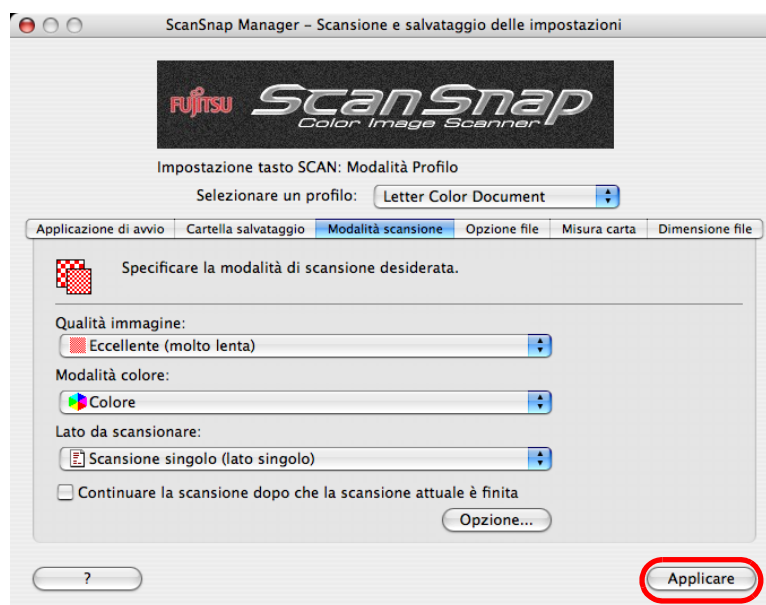 ScanSnap Manager – Scansione e salvataggio delle impostazioni
FUJITSU ScanSnap
Color Image Scanner
Impostazione tasto SCAN: Modalità Profilo
Selezionare un profilo: Letter Color Document
Applicazione di avvio Cartella salvataggio Modalità scansione Opzione file Misura carta Dimensione file
Specificare la modalità di scansione desiderata.
Qualità immagine:
Eccellente (molto lenta)
Modalità colore:
Colore
Lato da scansionare:
Scansione singolo (lato singolo)
Continuare la scansione dopo che la scansione attuale è finita
Opzione...
? Applicare